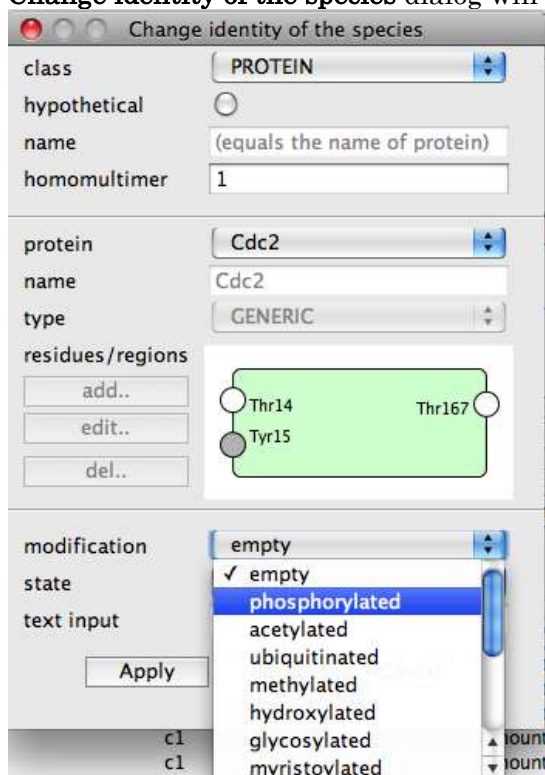 Change identity of the species dialog will
Change identity of the species
class PROTEIN
hypothetical
name (equals the name of protein)
homomultimer 1
protein Cdc2
name Cdc2
type GENERIC
residues/regions
add..
edit..
del..
Thr14 Thr167
Tyr15
modification empty
state ✓ empty
phosphorylated
text input
acetylated
ubiquitinated
Apply
methylated
hydroxylated
c1 glycosylated
c1 myristoylated